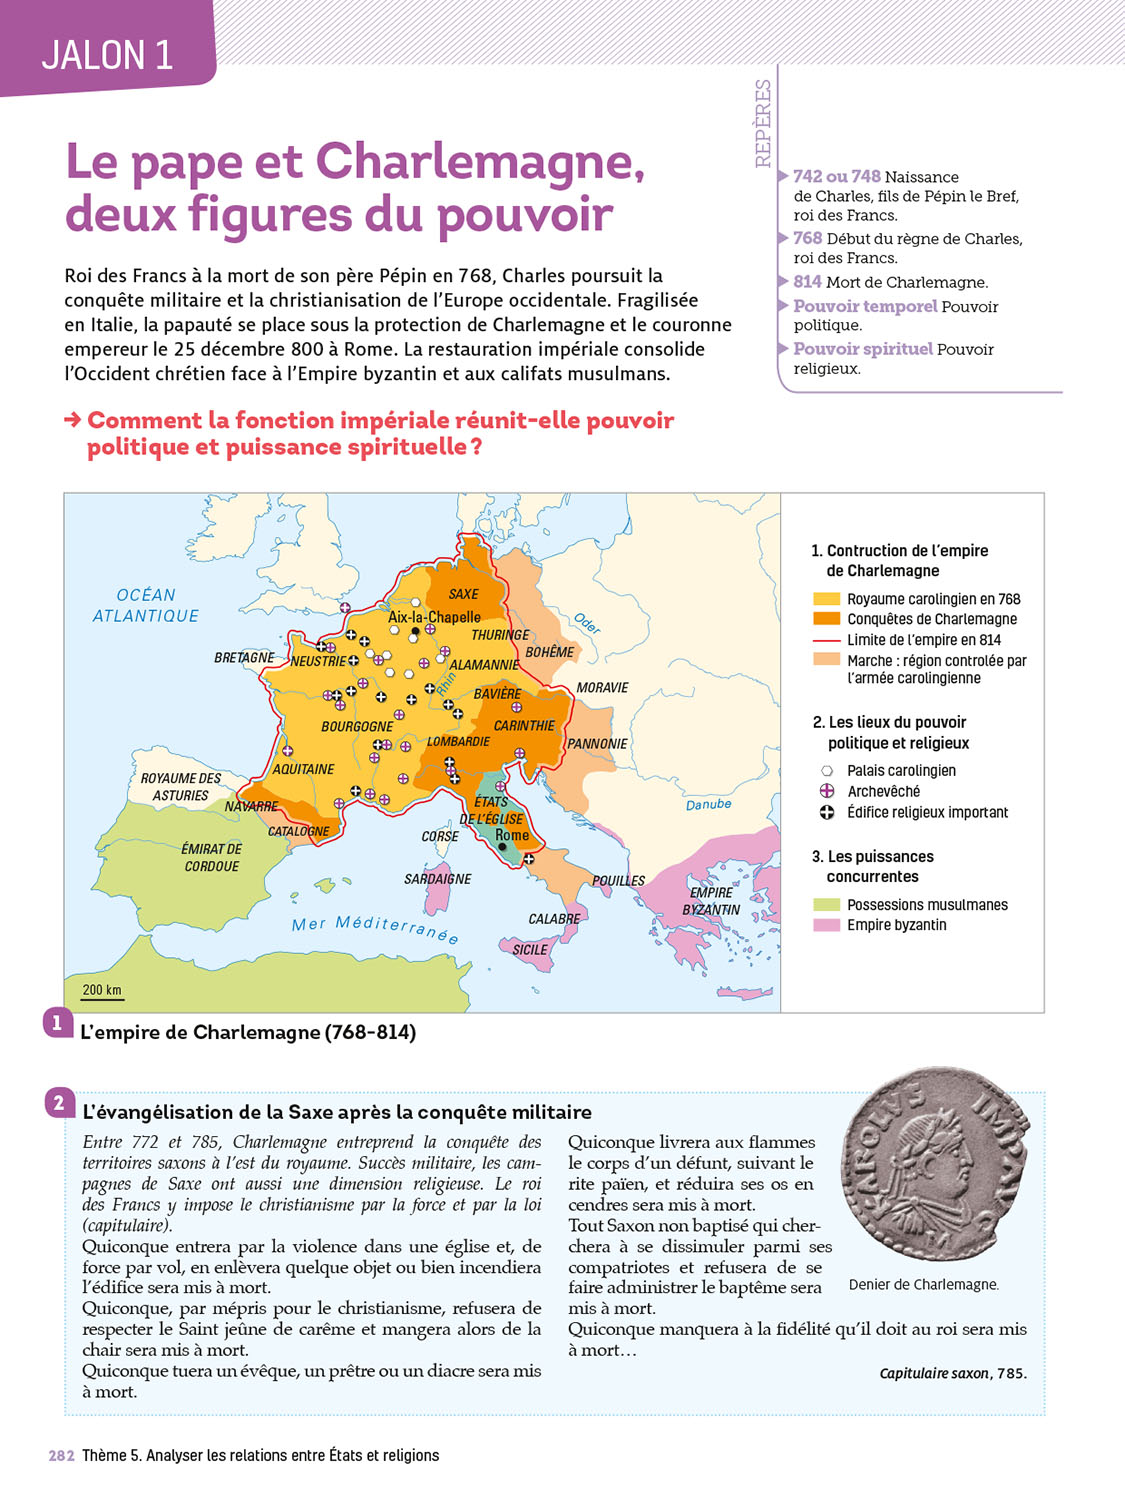 JALON 1
Le pape et Charlemagne,
deux figures du pouvoir
Roi des Francs à la mort de son père Pépin en 768, Charles poursuit la
conquête militaire et la christianisation de l'Europe occidentale. Fragilisée
en Italie, la papauté se place sous la protection de Charlemagne et le couronne
empereur le 25 décembre 800 à Rome. La restauration impériale consolide
l'Occident chrétien face à l'Empire byzantin et aux califats musulmans.
→ Comment la fonction impériale réunit-elle pouvoir
politique et puissance spirituelle ?
REPÈRES
742 ou 748 Naissance
de Charles, fils de Pépin le Bref,
roi des Francs.
768 Début du règne de Charles,
roi des Francs.
814 Mort de Charlemagne.
Pouvoir temporel Pouvoir
politique.
Pouvoir spirituel Pouvoir
religieux.
OCÉAN
ATLANTIQUE
SAXE
Aix-la-Chapelle
Oder
THURINGE
BOHÊME
BRETAGNE
NEUSTRIE
ALAMANNIE
Rhin
BAVIÈRE
MORAVIE
BOURGOGNE
CARINTHIE
LOMBARDIE
PANNONIE
AQUITAINE
ROYAUME DES
ASTURIES
NAVARRE
ÉTATS
DE L'ÉGLISE
Danube
CATALOGNE
CORSE
Rome
ÉMIRAT DE
CORDOUE
SARDAIGNE
POUILLES
EMPIRE
BYZANTIN
Mer Méditerranée
CALABRE
SICILE
200 km
1. Contruction de l'empire
de Charlemagne
Royaume carolingien en 768
Conquêtes de Charlemagne
Limite de l'empire en 814
Marche : région controlée par
l'armée carolingienne
2. Les lieux du pouvoir
politique et religieux
Palais carolingien
Archevêché
Édifice religieux important
3. Les puissances
concurrentes
Possessions musulmanes
Empire byzantin
1 L'empire de Charlemagne (768-814)
2 L'évangélisation de la Saxe après la conquête militaire
Entre 772 et 785, Charlemagne entreprend la conquête des
territoires saxons à l'est du royaume. Succès militaire, les cam-
pagnes de Saxe ont aussi une dimension religieuse. Le roi
des Francs y impose le christianisme par la force et par la loi
(capitulaire).
Quiconque entrera par la violence dans une église et, de
force par vol, en enlèvera quelque objet ou bien incendiera
l'édifice sera mis à mort.
Quiconque, par mépris pour le christianisme, refusera de
respecter le Saint jeûne de carême et mangera alors de la
chair sera mis à mort.
Quiconque tuera un évêque, un prêtre ou un diacre sera mis
à mort.
Quiconque livrera aux flammes
le corps d'un défunt, suivant le
rite païen, et réduira ses os en
cendres sera mis à mort.
Tout Saxon non baptisé qui cher-
chera à se dissimuler parmi ses
compatriotes et refusera de se
faire administrer le baptême sera
mis à mort.
Quiconque manquera à la fidélité qu'il doit au roi sera mis
à mort…
Capitulaire saxon, 785.
KAROLVS IMP AVG
M
Denier de Charlemagne.
282 Thème 5. Analyser les relations entre États et religions